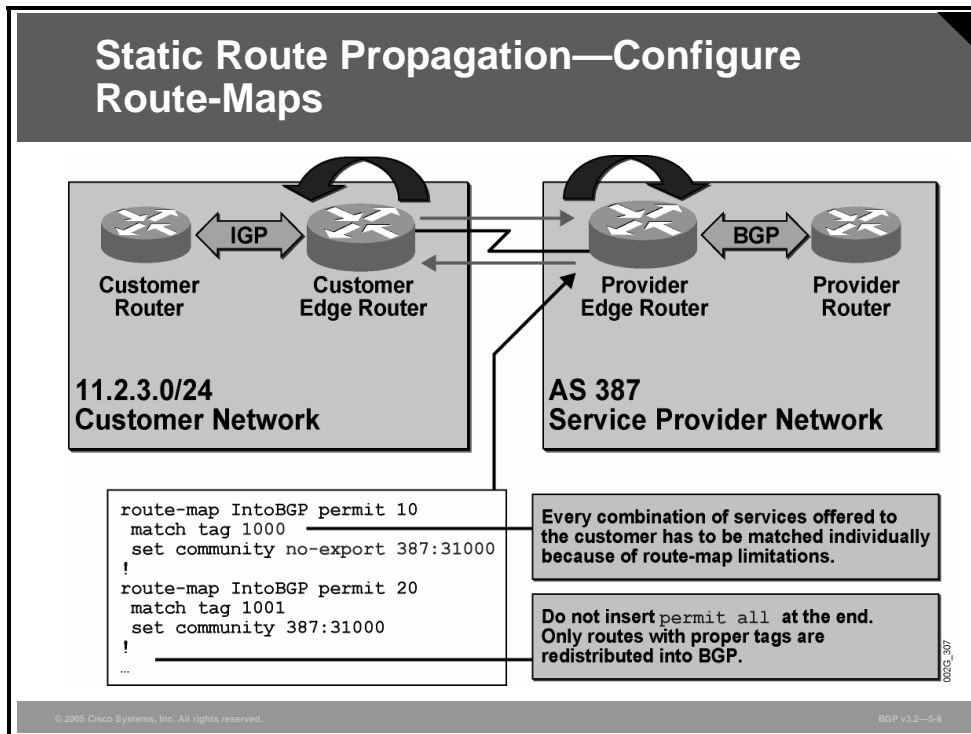 Static Route Propagation—Configure
Route-Maps
IGP
BGP
Customer
Router
Customer
Edge Router
Provider
Edge Router
Provider
Router
11.2.3.0/24
Customer Network
AS 387
Service Provider Network
route-map IntoBGP permit 10
match tag 1000
set community no-export 387:31000
!
route-map IntoBGP permit 20
match tag 1001
set community 387:31000
!
…
Every combination of services offered to
the customer has to be matched individually
because of route-map limitations.
Do not insert permit all at the end.
Only routes with proper tags are
redistributed into BGP.
002G_307
© 2005 Cisco Systems, Inc. All rights reserved.
BGP v3.2—5-8